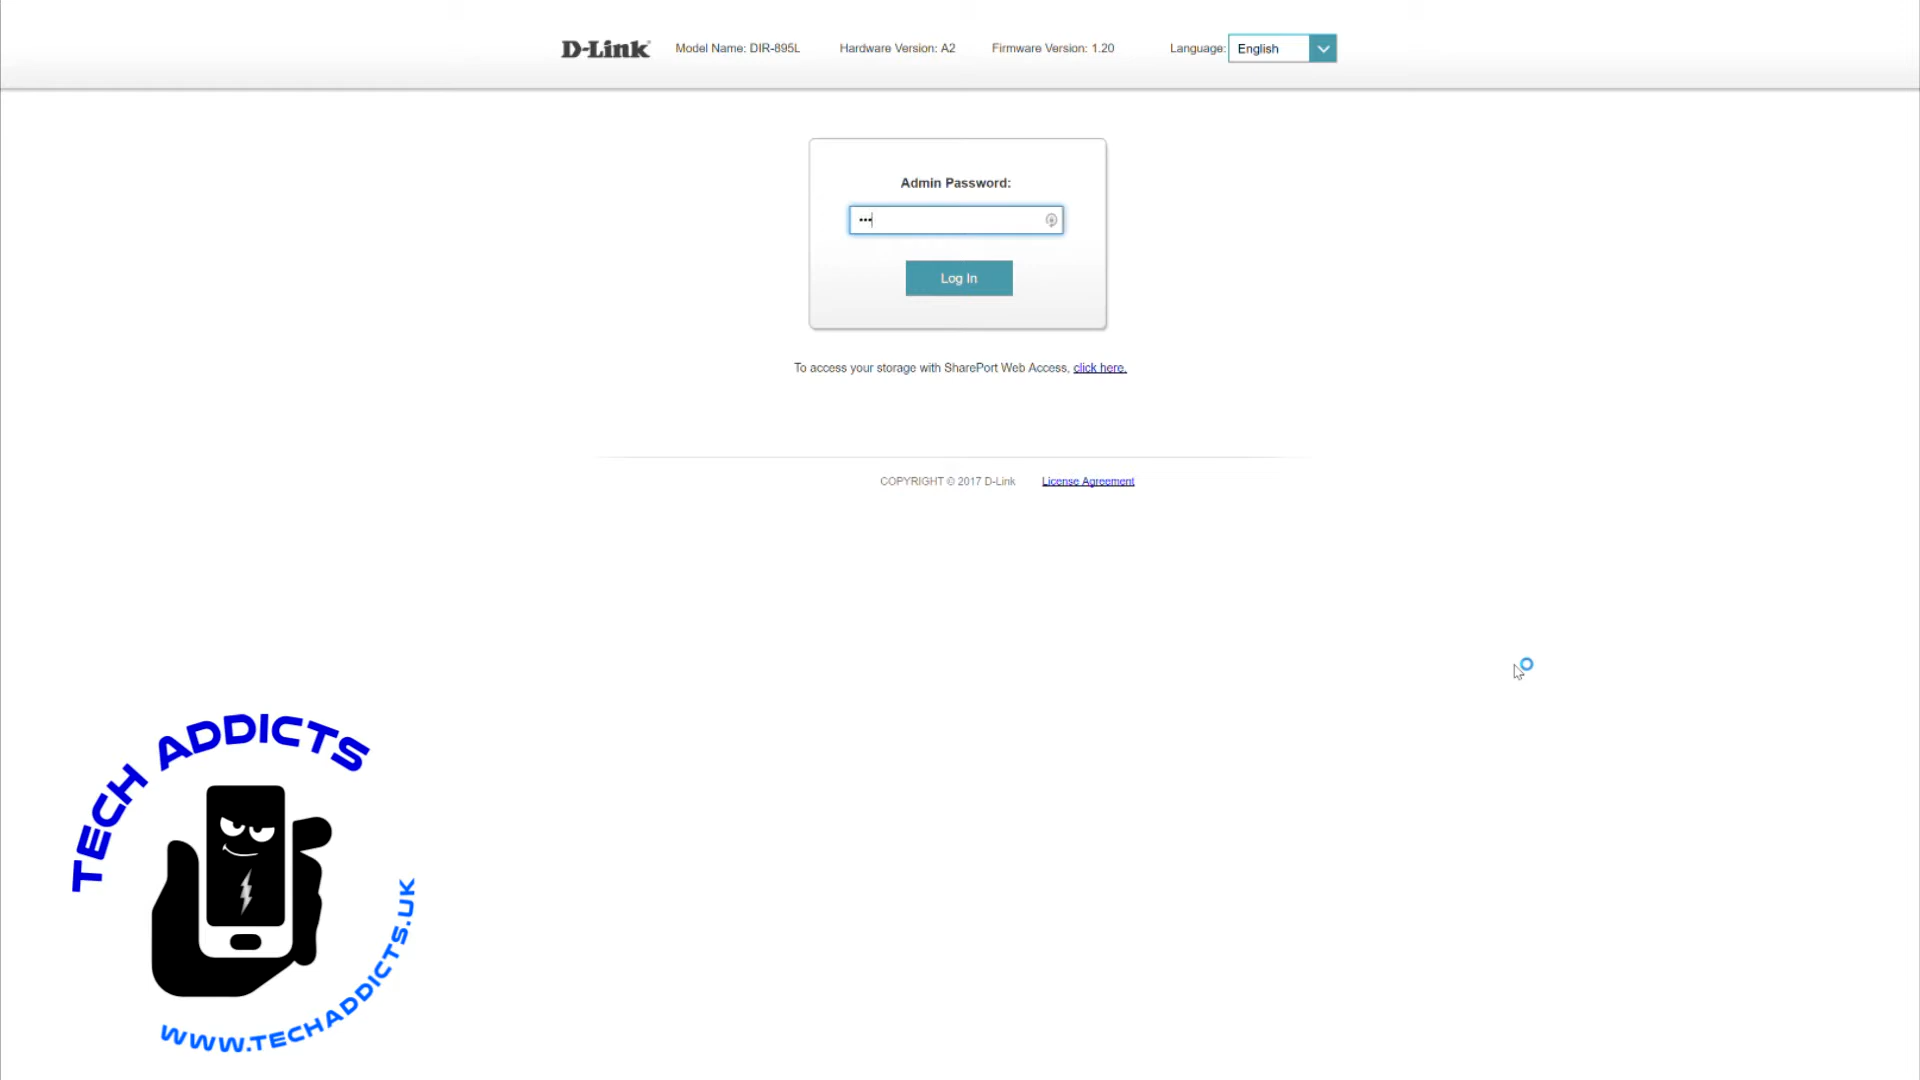 D-Link Model Name: DIR-895L Hardware Version: A2 Firmware Version: 1.20 Language: English
Admin Password:
•••
Log In
To access your storage with SharePort Web Access, click here.
COPYRIGHT © 2017 D-Link License Agreement
TECH ADDICTS
WWW.TECHADDICTS.UK